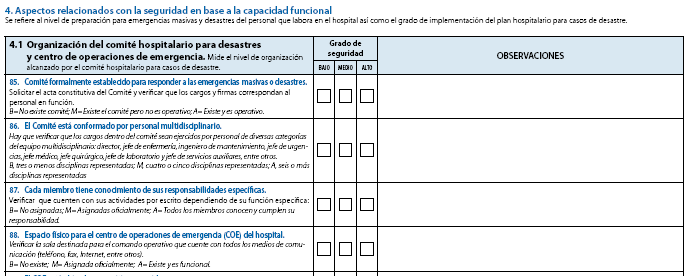 4. Aspectos relacionados con la seguridad en base a la capacidad funcional
Se refiere al nivel de preparación para emergencias masivas y desastres del personal que labora en el hospital así como el grado de implementación del plan hospitalario para casos de desastre.
4.1 Organización del comité hospitalario para desastres
y centro de operaciones de emergencia. Mide el nivel de organización
alcanzado por el comité hospitalario para casos de desastre.
Grado de
seguridad
BAJO MEDIO ALTO
OBSERVACIONES
85. Comité formalmente establecido para responder a las emergencias masivas o desastres.
Solicitar el acta constitutiva del Comité y verificar que los cargos y firmas correspondan al
personal en función.
B= No existe comité; M= Existe el comité pero no es operativo; A= Existe y es operativo.
86. El Comité está conformado por personal multidisciplinario.
Hay que verificar que los cargos dentro del comité sean ejercidos por personal de diversas categorías
del equipo multidisciplinario: director, jefe de enfermería, ingeniero de mantenimiento, jefe de urgen-
cias, jefe médico, jefe quirúrgico, jefe de laboratorio y jefe de servicios auxiliares, entre otros.
B, tres o menos disciplinas representadas; M, cuatro o cinco disciplinas representadas; A, seis o más
disciplinas representadas
87. Cada miembro tiene conocimiento de sus responsabilidades específicas.
Verificar que cuenten con sus actividades por escrito dependiendo de su función específica:
B= No asignadas; M= Asignadas oficialmente; A= Todos los miembros conocen y cumplen su
responsabilidad.
88. Espacio físico para el centro de operaciones de emergencia (COE) del hospital.
Verificar la sala destinada para el comando operativo que cuente con todos los medios de comu-
nicación (teléfono, fax, Internet, entre otros).
B= No existe; M= Asignada oficialmente; A= Existe y es funcional.